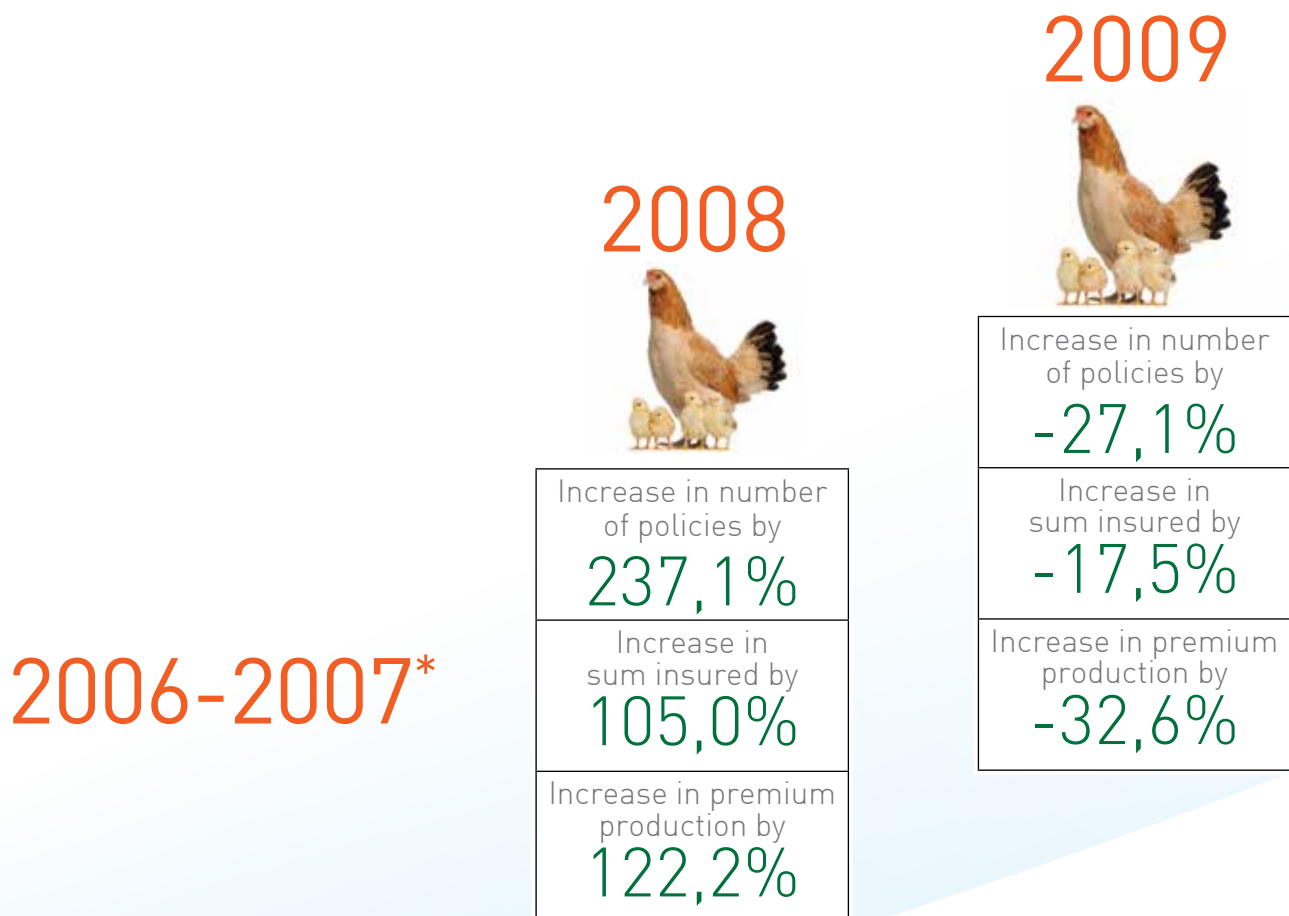 2009
Increase in number
of policies by
-27,1%
Increase in
sum insured by
-17,5%
Increase in premium
production by
-32,6%
2008
Increase in number
of policies by
237,1%
Increase in
sum insured by
105,0%
Increase in premium
production by
122,2%
2006-2007*